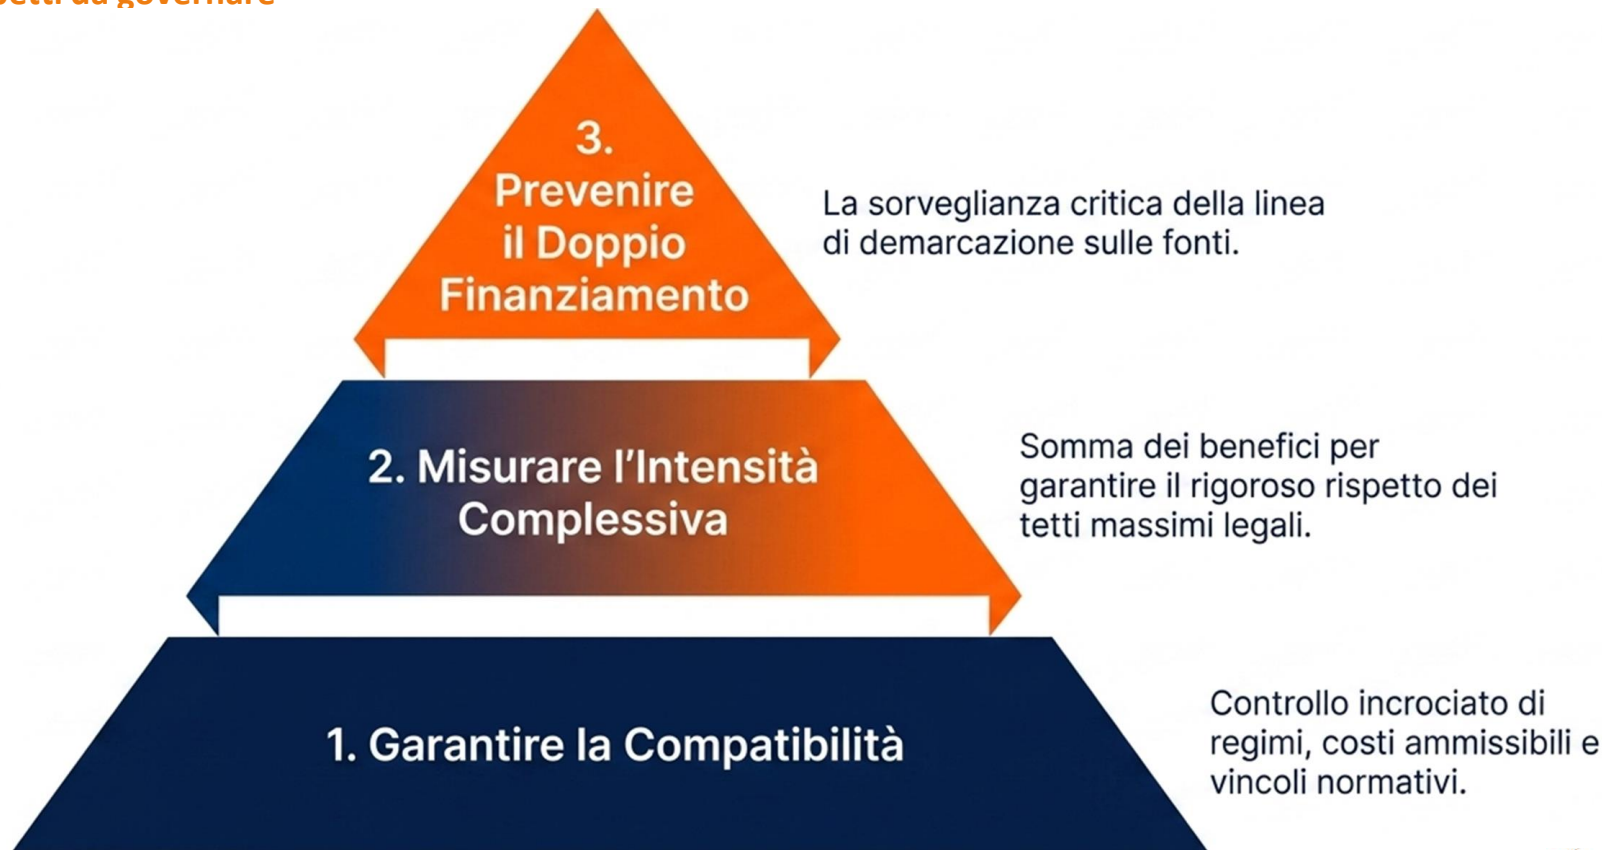 da governare
3.
Prevenire
il Doppio
Finanziamento
La sorveglianza critica della linea
di demarcazione sulle fonti.
2. Misurare l’Intensità
Complessiva
Somma dei benefici per
garantire il rigoroso rispetto dei
tetti massimi legali.
1. Garantire la Compatibilità
Controllo incrociato di
regimi, costi ammissibili e
vincoli normativi.